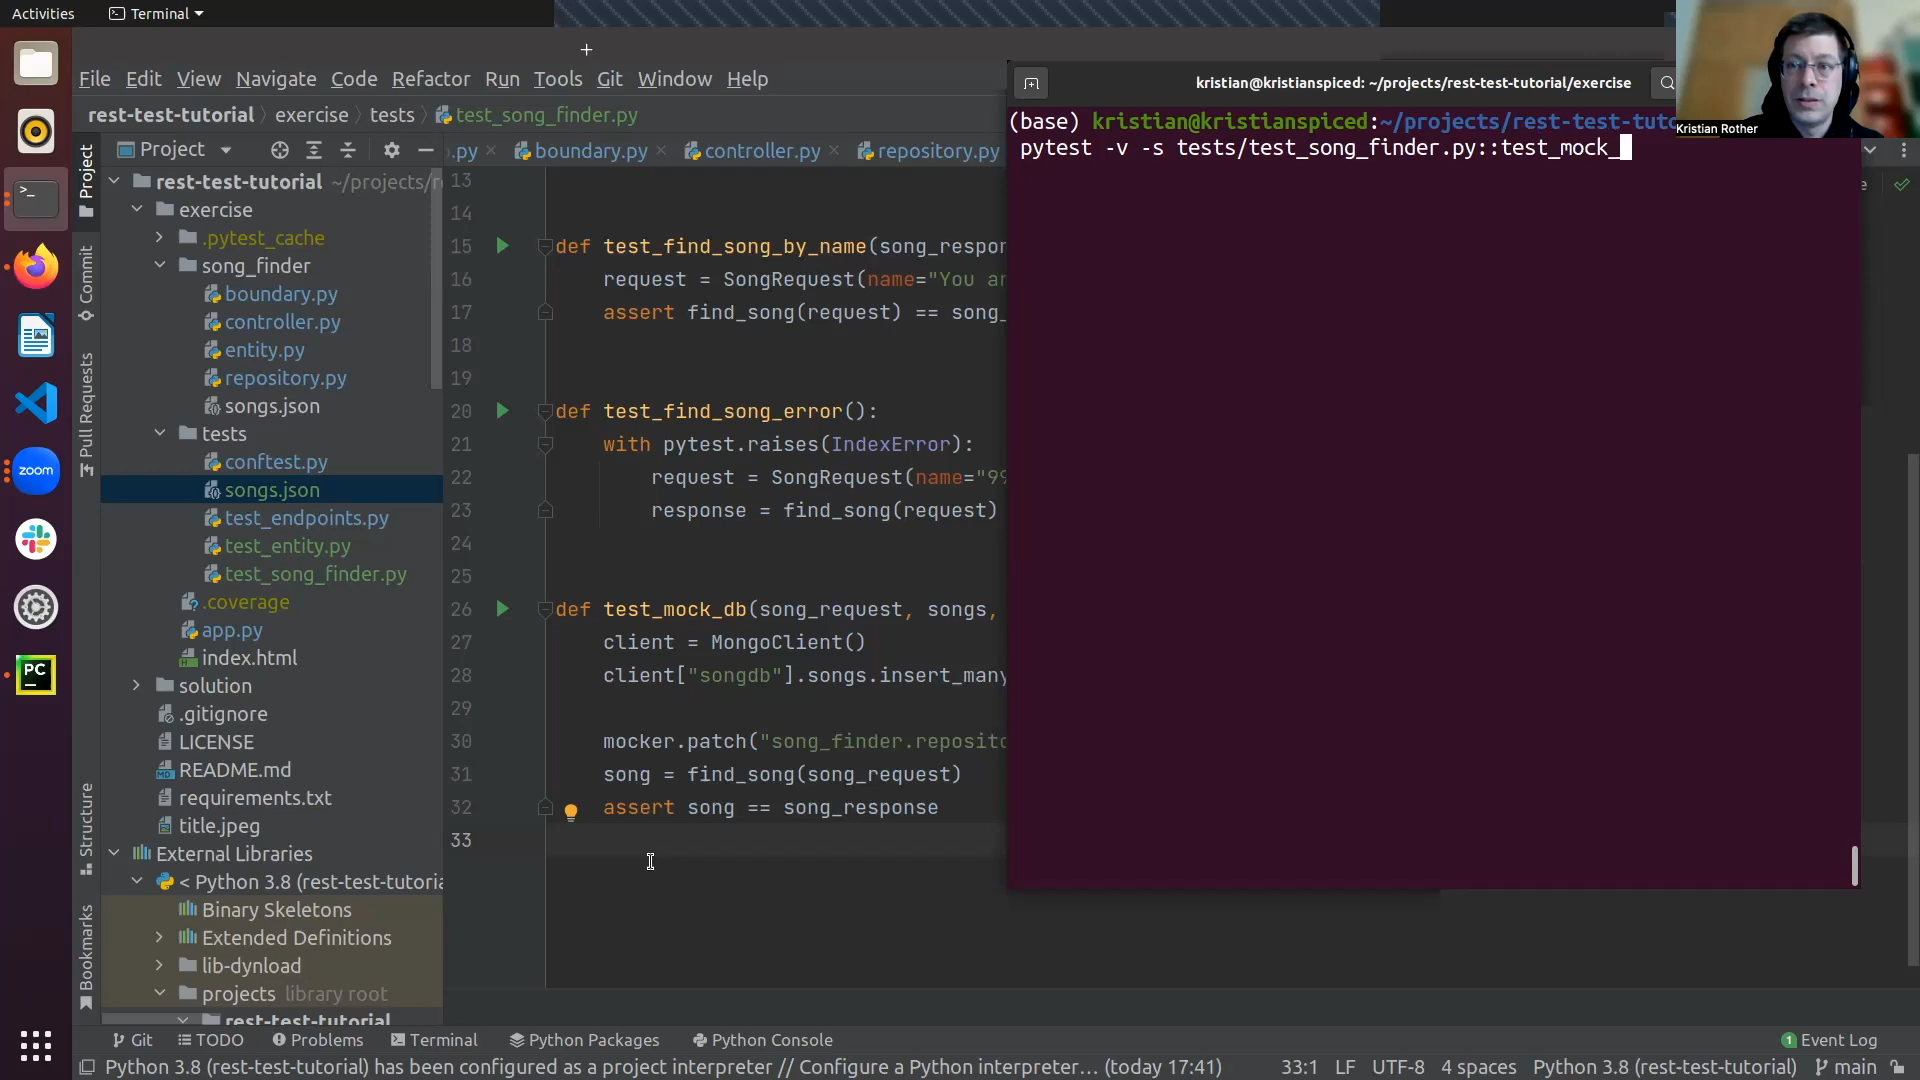 Activities
Terminal
File Edit View Navigate Code Refactor Run Tools Git Window Help
rest-test-tutorial exercise tests test_song_finder.py
Project
.py boundary.py controller.py repository.py
rest-test-tutorial ~/projects/r
exercise
.pytest_cache
song_finder
boundary.py
controller.py
entity.py
repository.py
songs.json
tests
conftest.py
songs.json
test_endpoints.py
test_entity.py
test_song_finder.py
.coverage
app.py
index.html
solution
.gitignore
LICENSE
README.md
requirements.txt
title.jpeg
External Libraries
< Python 3.8 (rest-test-tutoria
Binary Skeletons
Extended Definitions
lib-dynload
projects library root
rest-test-tutorial
Project
Commit
Pull Requests
Structure
Bookmarks
zoom
PC
13
14
15 def test_find_song_by_name(song_respon
16 request = SongRequest(name="You ar
17 assert find_song(request) == song_
18
19
20 def test_find_song_error():
21 with pytest.raises(IndexError):
22 request = SongRequest(name="99
23 response = find_song(request)
24
25
26 def test_mock_db(song_request, songs,
27 client = MongoClient()
28 client["songdb"].songs.insert_many
29
30 mocker.patch("song_finder.reposito
31 song = find_song(song_request)
32 assert song == song_response
33
kristian@kristianspiced: ~/projects/rest-test-tutorial/exercise
(base) kristian@kristianspiced:~/projects/rest-test-tuto
pytest -v -s tests/test_song_finder.py::test_mock_
Kristian Rother
Git TODO Problems Terminal Python Packages Python Console
1 Event Log
Python 3.8 (rest-test-tutorial) has been configured as a project interpreter // Configure a Python interpreter... (today 17:41)
33:1 LF UTF-8 4 spaces Python 3.8 (rest-test-tutorial) main